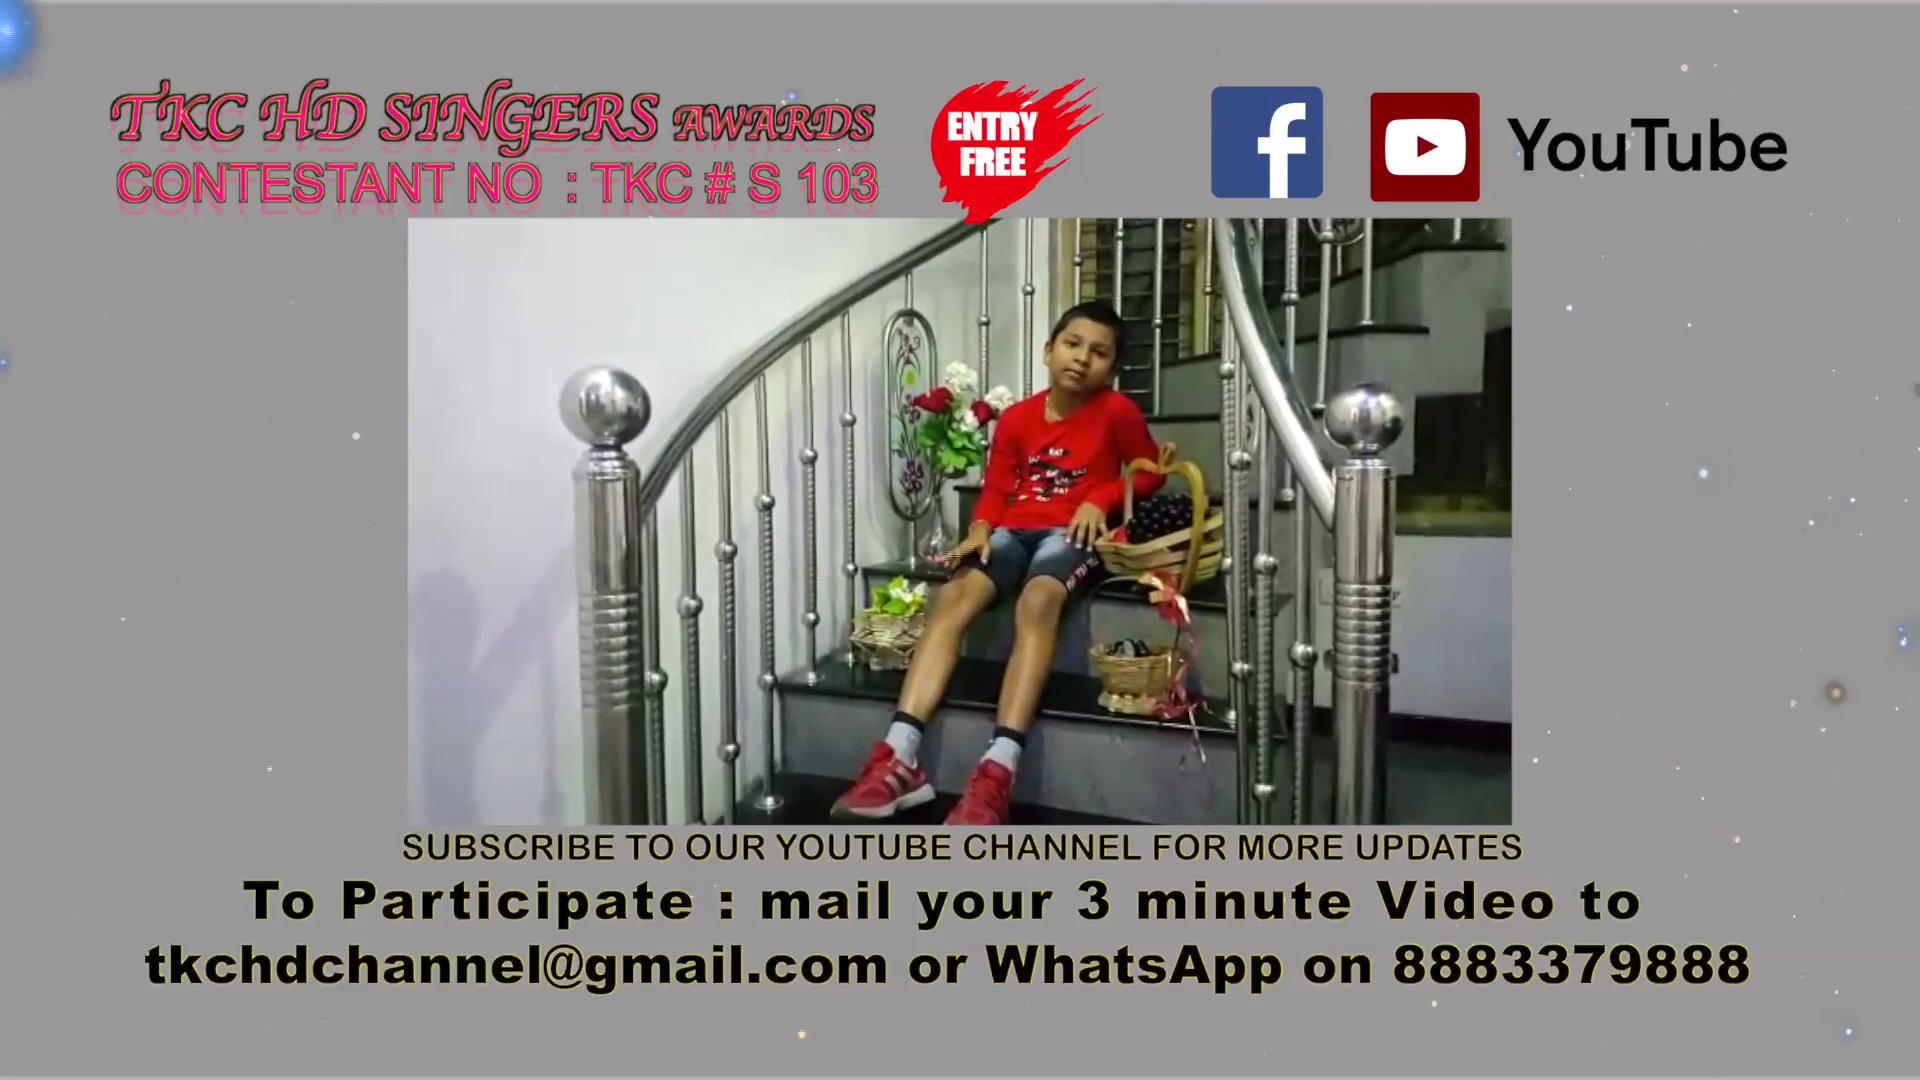 TKC HD SINGERS AWARDS
CONTESTANT NO : TKC # S 103
ENTRY
FREE
f
YouTube
SUBSCRIBE TO OUR YOUTUBE CHANNEL FOR MORE UPDATES
To Participate : mail your 3 minute Video to
tkchdchannel@gmail.com or WhatsApp on 8883379888